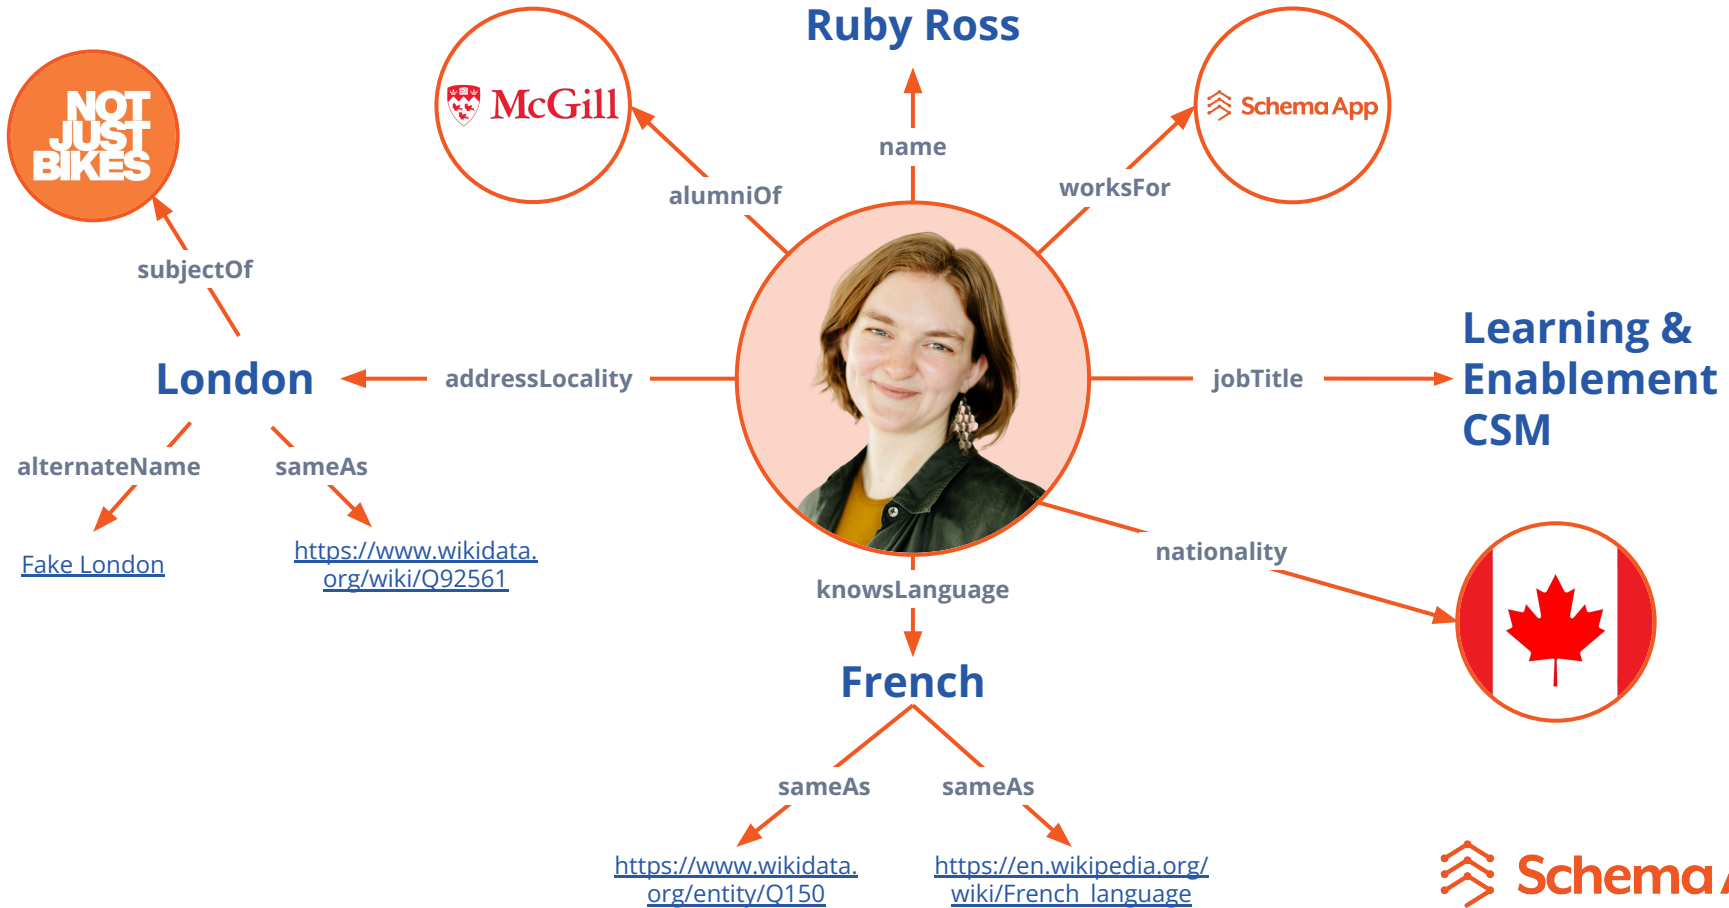 Ruby Ross
NOT
JUST
BIKES
McGill
Schema App
name
alumniOf
worksFor
subjectOf
London
addressLocality
jobTitle
Learning &
Enablement
CSM
alternateName
sameAs
Fake London
https://www.wikidata.
org/wiki/Q92561
nationality
knowsLanguage
French
sameAs
sameAs
https://www.wikidata.
org/entity/Q150
https://en.wikipedia.org/
wiki/French_language
Schema A